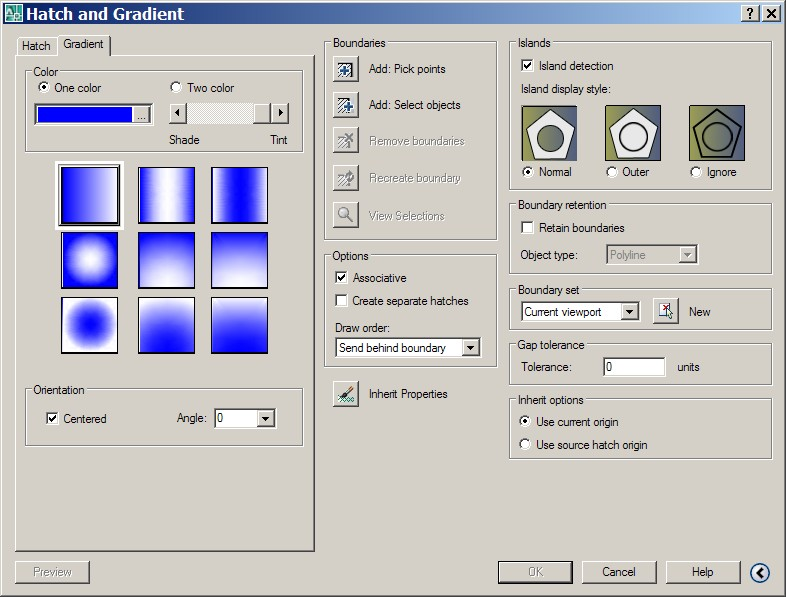 Hatch and Gradient
Hatch
Gradient
Color
One color
Two color
...
Shade
Tint
Orientation
Centered
Angle:
0
Boundaries
Add: Pick points
Add: Select objects
Remove boundaries
Recreate boundary
View Selections
Options
Associative
Create separate hatches
Draw order:
Send behind boundary
Inherit Properties
Islands
Island detection
Island display style:
Normal
Outer
Ignore
Boundary retention
Retain boundaries
Object type:
Polyline
Boundary set
Current viewport
New
Gap tolerance
Tolerance:
0
units
Inherit options
Use current origin
Use source hatch origin
Preview
OK
Cancel
Help